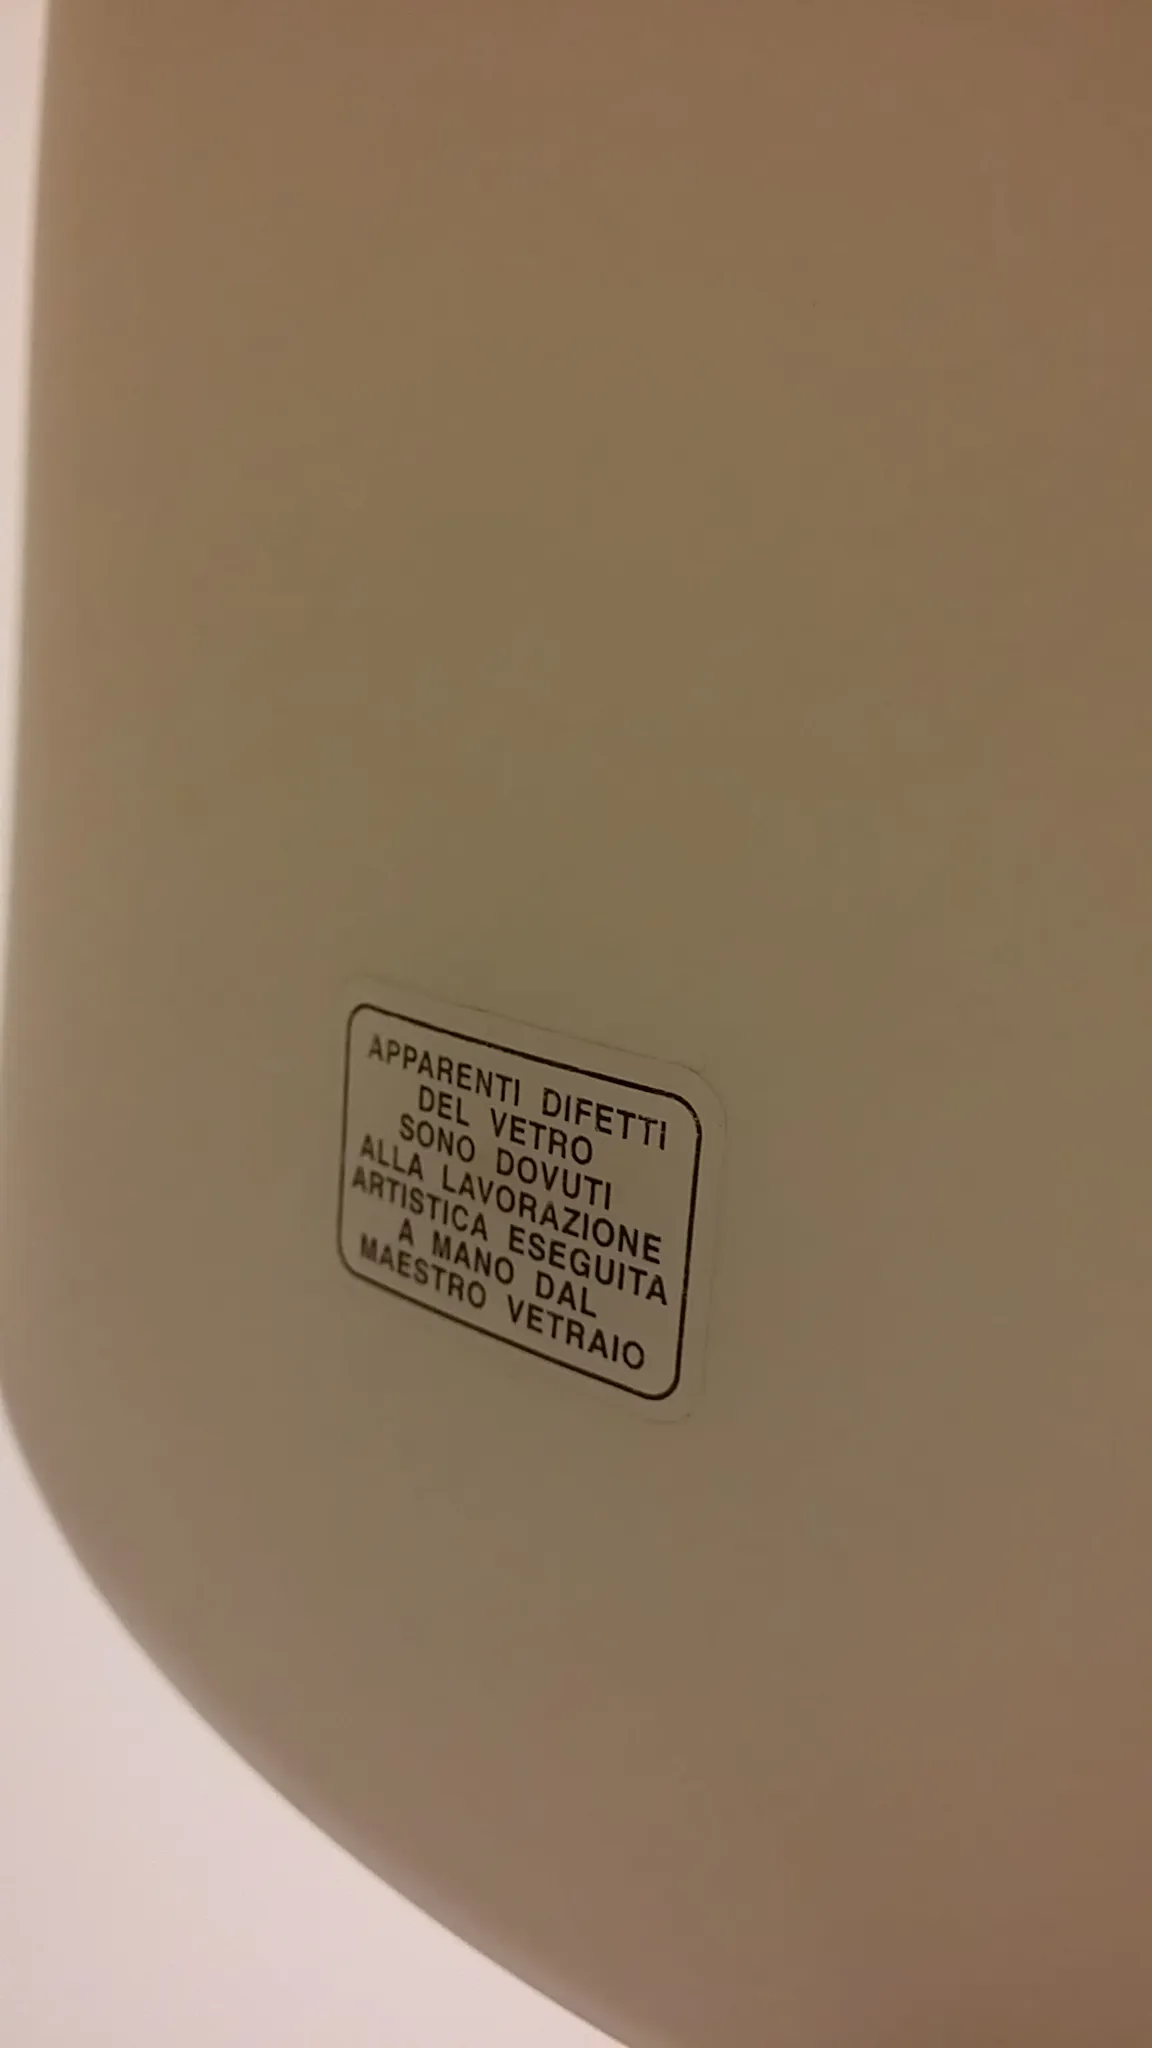 APPARENTI DIFETTI
DEL VETRO
SONO DOVUTI
ALLA LAVORAZIONE
ARTISTICA ESEGUITA
A MANO DAL
MAESTRO VETRAIO